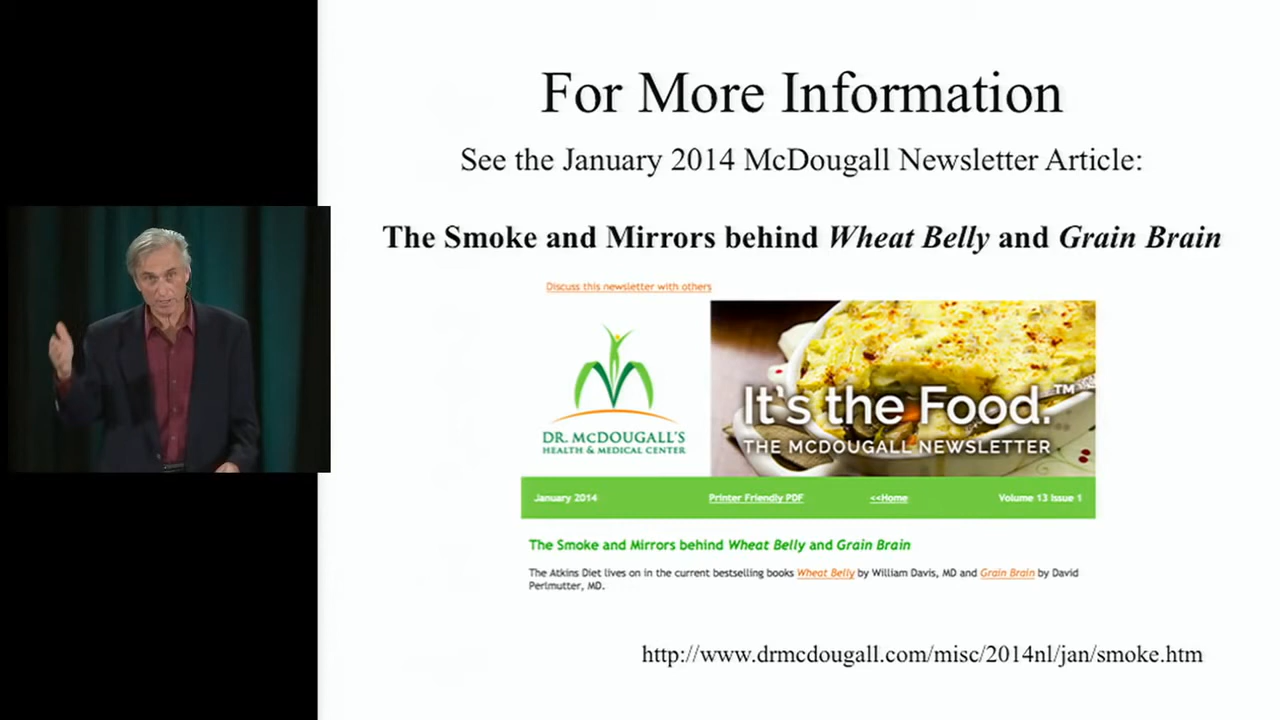 For More Information
See the January 2014 McDougall Newsletter Article:
The Smoke and Mirrors behind Wheat Belly and Grain Brain
Discuss this newsletter with others
DR. MCDOUGALL'S
HEALTH & MEDICAL CENTER
It's the Food.™
THE MCDOUGALL NEWSLETTER
January 2014 Printer Friendly PDF <<Home Volume 13 Issue 1
The Smoke and Mirrors behind Wheat Belly and Grain Brain
The Atkins Diet lives on in the current bestselling books Wheat Belly by William Davis, MD and Grain Brain by David
Perlmutter, MD.
http://www.drmcdougall.com/misc/2014nl/jan/smoke.htm